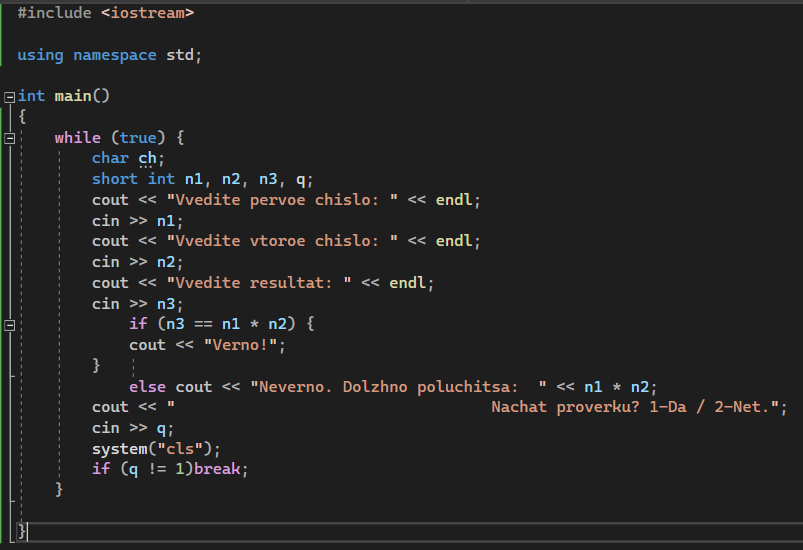 #include <iostream>
using namespace std;
int main()
{
while (true) {
char ch;
short int n1, n2, n3, q;
cout << "Vvedite pervoe chislo: " << endl;
cin >> n1;
cout << "Vvedite vtoroe chislo: " << endl;
cin >> n2;
cout << "Vvedite resultat: " << endl;
cin >> n3;
if (n3 == n1 * n2) {
cout << "Verno!";
}
else cout << "Neverno. Dolzhno poluchitsa:  " << n1 * n2;
cout << "                                  Nachat proverku? 1-Da / 2-Net.";
cin >> q;
system("cls");
if (q != 1)break;
}
}